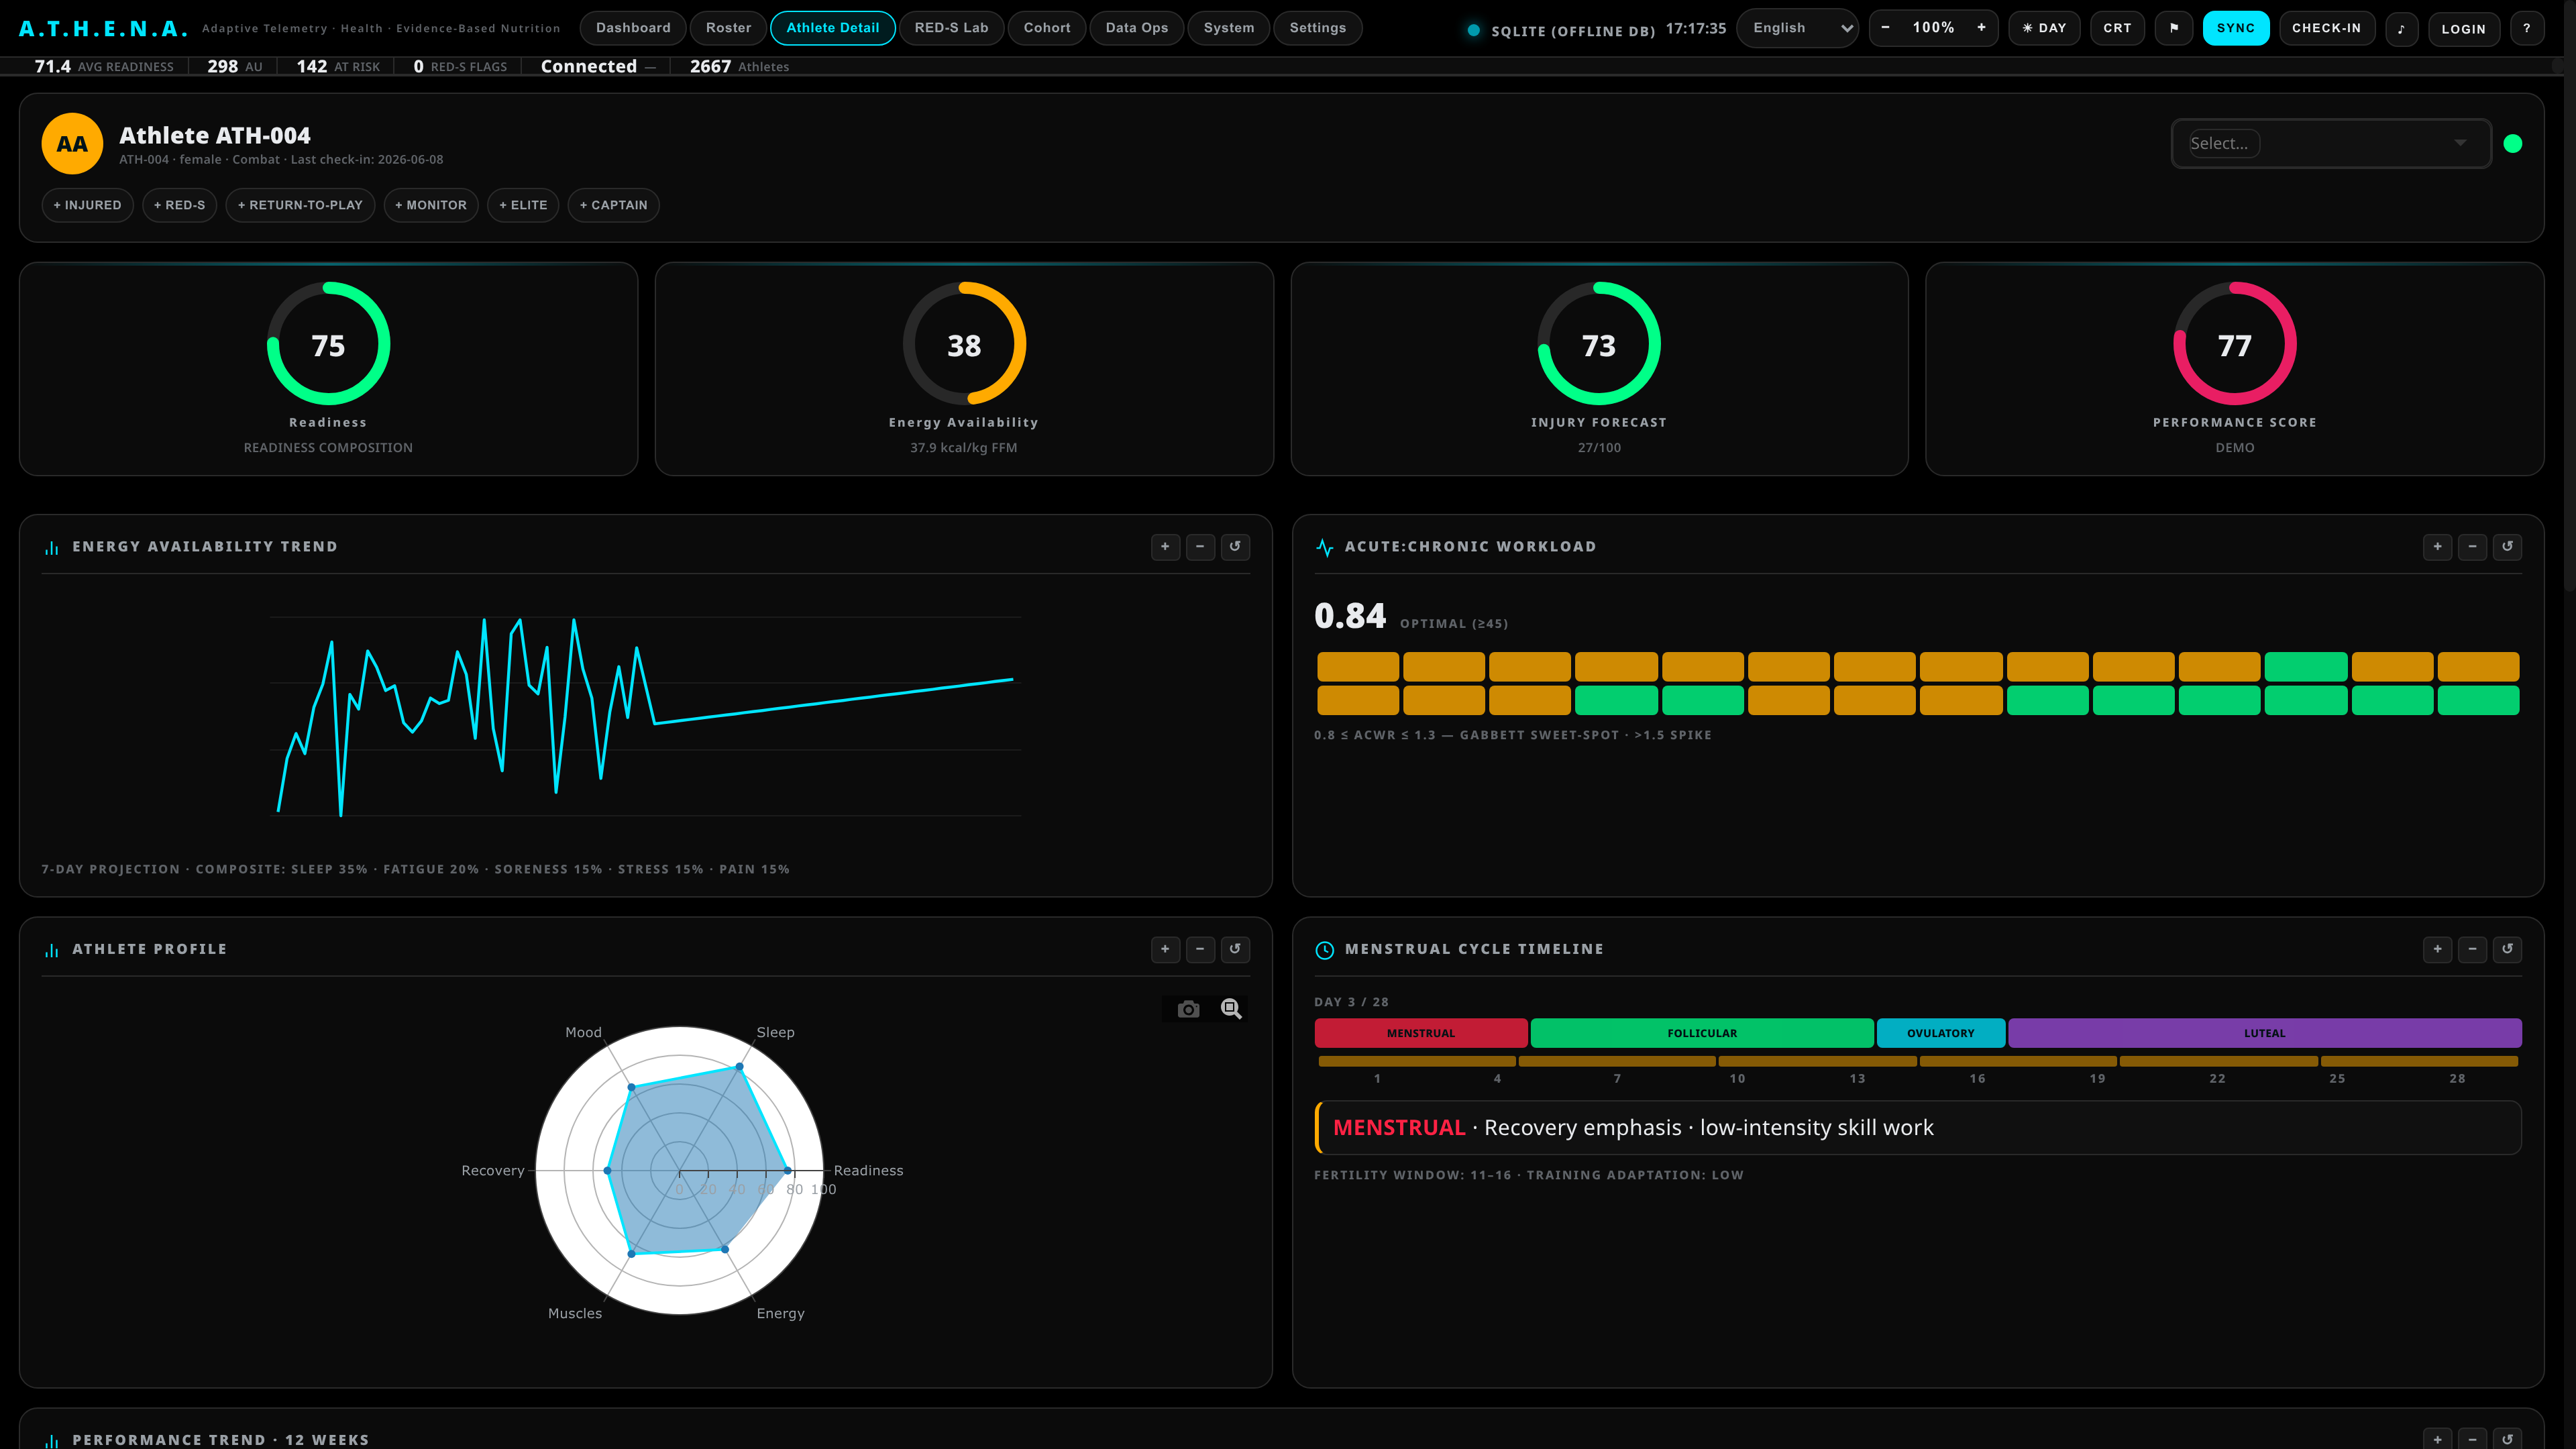 A.T.H.E.N.A. Adaptive Telemetry · Health · Evidence-Based Nutrition Dashboard Roster Athlete Detail RED-S Lab Cohort Data Ops System Settings SQLITE (OFFLINE DB) 17:17:35 English − 100% + ☀ DAY CRT ⚑ SYNC CHECK-IN ♪ LOGIN ?
71.4 AVG READINESS 298 AU 142 AT RISK 0 RED-S FLAGS Connected — 2667 Athletes
AA
Athlete ATH-004
ATH-004 · female · Combat · Last check-in: 2026-06-08
Select...
+ INJURED + RED-S + RETURN-TO-PLAY + MONITOR + ELITE + CAPTAIN
75
Readiness
READINESS COMPOSITION
38
Energy Availability
37.9 kcal/kg FFM
73
INJURY FORECAST
27/100
77
PERFORMANCE SCORE
DEMO
ENERGY AVAILABILITY TREND + − ↺
7-DAY PROJECTION · COMPOSITE: SLEEP 35% · FATIGUE 20% · SORENESS 15% · STRESS 15% · PAIN 15%
ACUTE:CHRONIC WORKLOAD + − ↺
0.84 OPTIMAL (≥45)
0.8 ≤ ACWR ≤ 1.3 — GABBETT SWEET-SPOT · >1.5 SPIKE
ATHLETE PROFILE + − ↺
Mood Sleep
Recovery Readiness
0 20 40 60 80 100
Muscles Energy
MENSTRUAL CYCLE TIMELINE + − ↺
DAY 3 / 28
MENSTRUAL FOLLICULAR OVULATORY LUTEAL
1 4 7 10 13 16 19 22 25 28
MENSTRUAL · Recovery emphasis · low-intensity skill work
FERTILITY WINDOW: 11–16 · TRAINING ADAPTATION: LOW
PERFORMANCE TREND · 12 WEEKS + − ↺